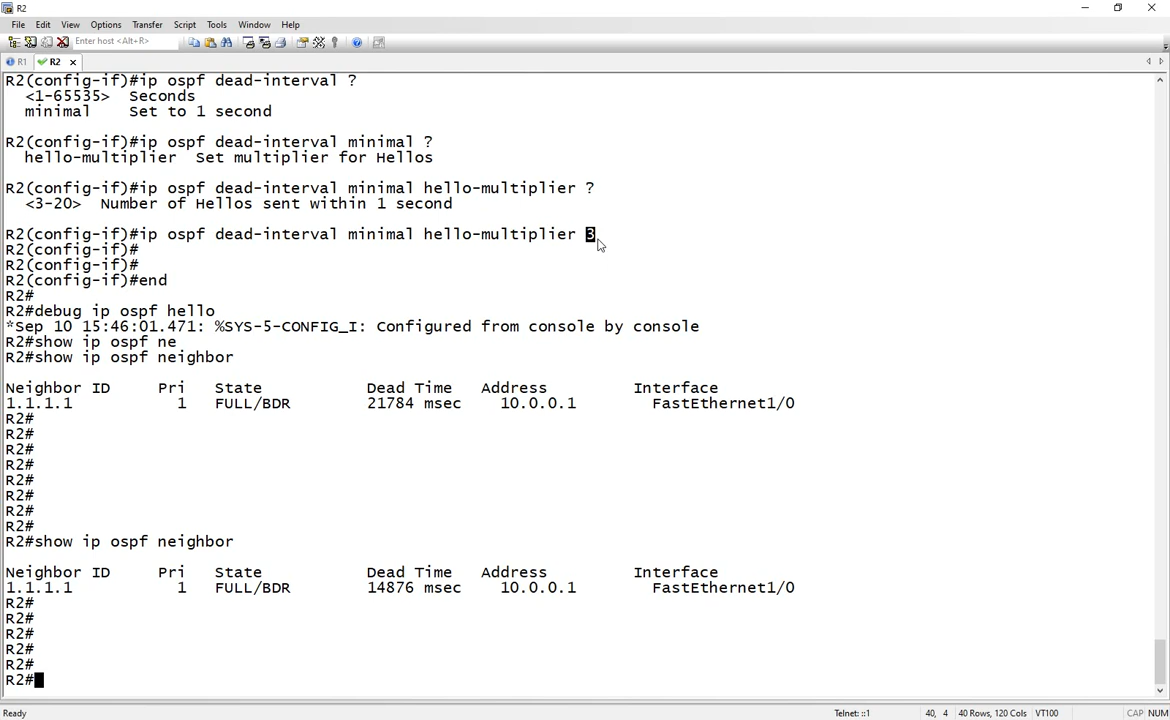 R2
File Edit View Options Transfer Script Tools Window Help
Enter host <Alt+R>
R1 R2
R2(config-if)#ip ospf dead-interval ?
<1-65535> Seconds
minimal Set to 1 second
R2(config-if)#ip ospf dead-interval minimal ?
hello-multiplier Set multiplier for Hellos
R2(config-if)#ip ospf dead-interval minimal hello-multiplier ?
<3-20> Number of Hellos sent within 1 second
R2(config-if)#ip ospf dead-interval minimal hello-multiplier 3
R2(config-if)#
R2(config-if)#
R2(config-if)#end
R2#
R2#debug ip ospf hello
*Sep 10 15:46:01.471: %SYS-5-CONFIG_I: Configured from console by console
R2#show ip ospf ne
R2#show ip ospf neighbor
Neighbor ID Pri State Dead Time Address Interface
1.1.1.1 1 FULL/BDR 21784 msec 10.0.0.1 FastEthernet1/0
R2#
R2#
R2#
R2#
R2#
R2#
R2#
R2#
R2#show ip ospf neighbor
Neighbor ID Pri State Dead Time Address Interface
1.1.1.1 1 FULL/BDR 14876 msec 10.0.0.1 FastEthernet1/0
R2#
R2#
R2#
R2#
R2#
R2#
Ready Telnet: ::1 40, 4 40 Rows, 120 Cols VT100 CAP NUM